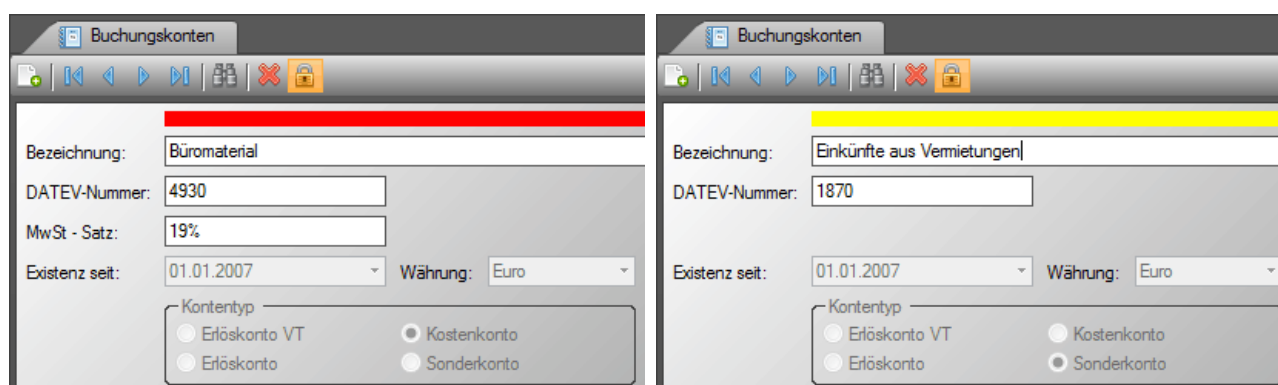 Buchungskonten
Bezeichnung: Büromaterial
DATEV-Nummer: 4930
MwSt - Satz: 19%
Existenz seit: 01.01.2007 Währung: Euro
Kontentyp
Erlöskonto VT Kostenkonto
Erlöskonto Sonderkonto
Buchungskonten
Bezeichnung: Einkünfte aus Vermietungen
DATEV-Nummer: 1870
Existenz seit: 01.01.2007 Währung: Euro
Kontentyp
Erlöskonto VT Kostenkonto
Erlöskonto Sonderkonto